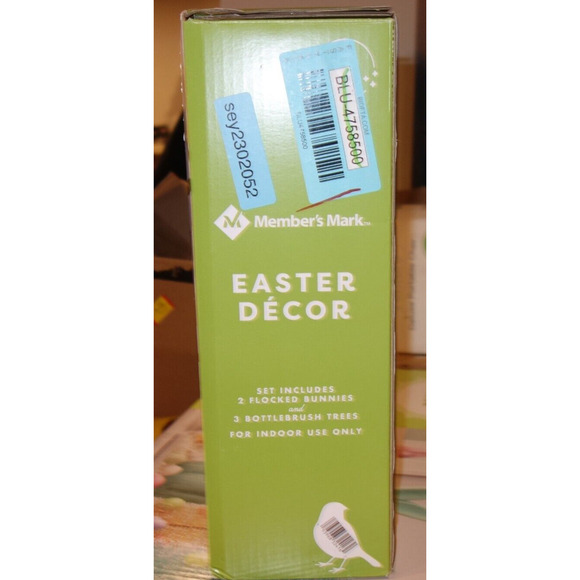 sey2302052
BLU-4758500
Member's Mark™
EASTER
DÉCOR
SET INCLUDES
2 FLOCKED BUNNIES
and
3 BOTTLEBRUSH TREES
FOR INDOOR USE ONLY